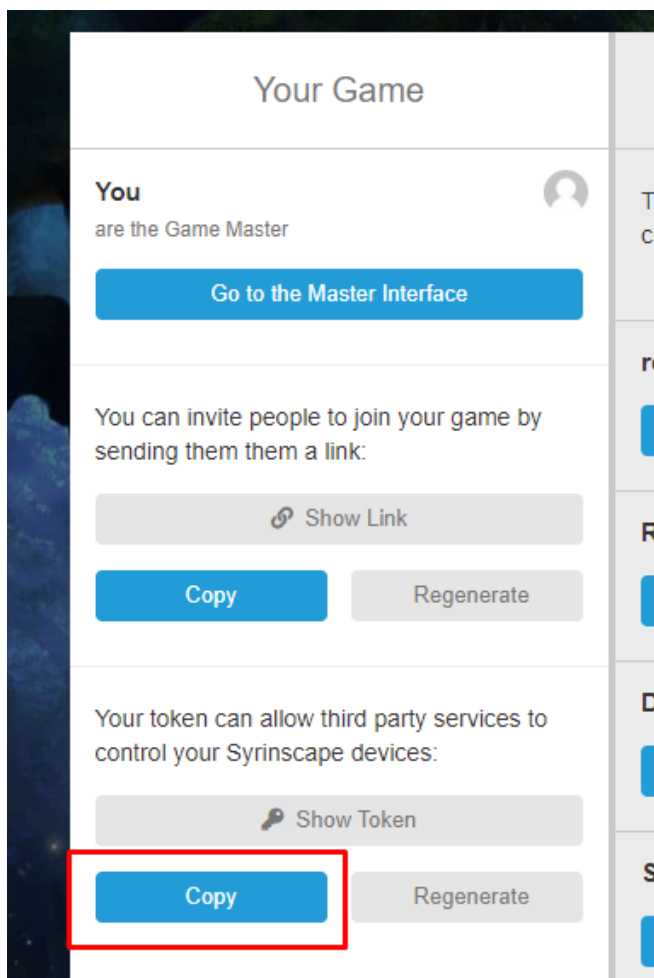 Your Game
You
are the Game Master
Go to the Master Interface
You can invite people to join your game by
sending them them a link:
Show Link
Copy
Regenerate
Your token can allow third party services to
control your Syrinscape devices:
Show Token
Copy
Regenerate